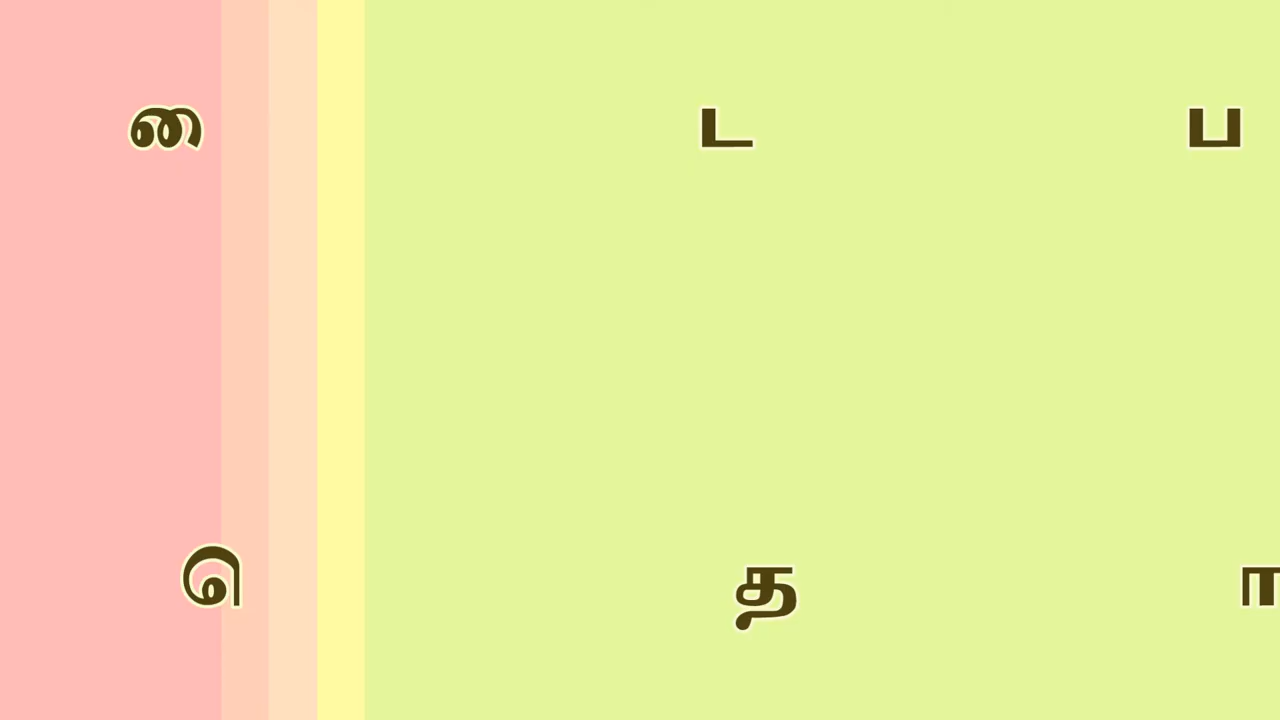 ை ட ப
ெ த ா